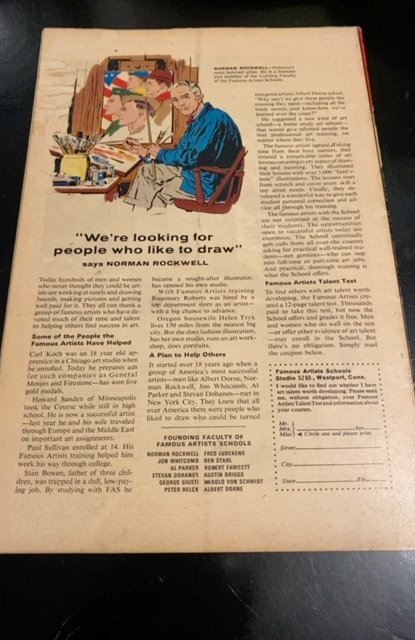 NORMAN ROCKWELL—America's
most beloved artist. He is a founder
and member of the Guiding Faculty
of the Famous Artists Schools.
"We're looking for
people who like to draw"
says NORMAN ROCKWELL
Today hundreds of men and women
who never thought they could be art-
ists are working at easels and drawing
boards, making pictures and getting
well paid for it. They all can thank a
group of famous artists who have de-
voted much of their time and talent
to helping others find success in art.
Some of the People the
Famous Artists Have Helped
Carl Koch was an 18 year old ap-
prentice in a Chicago art studio when
he enrolled. Today he prepares ads
for such companies as General
Motors and Firestone—has won five
gold medals.
Howard Sanden of Minneapolis
took the Course while still in high
school. He is now a successful artist
—last year he and his wife traveled
through Europe and the Middle East
on important art assignments.
Paul Sullivan enrolled at 14. His
Famous Artists training helped him
work his way through college.
Stan Bowen, father of three chil-
dren, was trapped in a dull, low-pay-
ing job. By studying with FAS he
became a sought-after illustrator,
has opened his own studio.
With Famous Artists training
Rosemary Roberts was hired by a
top department store as an artist—
with a big chance to advance.
Oregon housewife Helen Tryk
lives 150 miles from the nearest big
city. But she does fashion illustration,
has her own studio, runs an art work-
shop, does portraits.
A Plan to Help Others
It started over 18 years ago when a
group of America's most successful
artists—men like Albert Dorne, Nor-
man Rockwell, Jon Whitcomb, Al
Parker and Stevan Dohanos—met in
New York City. They knew that all
over America there were people who
liked to draw who could be turned
FOUNDING FACULTY OF
FAMOUS ARTISTS SCHOOLS
NORMAN ROCKWELL FRED LUDEKENS
JON WHITCOMB BEN STAHL
AL PARKER ROBERT FAWCETT
STEVAN DOHANOS AUSTIN BRIGGS
GEORGE GIUSTI HAROLD VON SCHMIDT
PETER HELCK ALBERT DORNE
into good artists. Albert Dorne asked,
"Why can't we give these people the
training they need—including all the
trade secrets and know-how we've
learned over the years?"
He suggested a new kind of art
school—a home study art school—
that would give talented people the
best professional art training, no
matter where they live.
The famous artists agreed. Taking
time from their busy careers, they
created a remarkable series of art
lessons covering every aspect of draw-
ing and painting. They illustrated
their lessons with over 5,000 "here's-
how" illustrations. The lessons start
from scratch and cover every skill a
top artist needs. Finally, they de-
veloped a wonderful way to give each
student personal correction and ad-
vice all through his training.
The famous artists with the School
are not surprised at the success of
their students. The opportunities
open to successful artists today are
enormous. The School continually
gets calls from all over the country
asking for practical well-trained stu-
dents—not geniuses—who can step
into full-time or part-time art jobs.
And practical, thorough training is
what the School offers.
Famous Artists Talent Test
To find others with art talent worth
developing, the Famous Artists cre-
ated a 12-page talent test. Thousands
paid to take this test, but now the
School offers and grades it free. Men
and women who do well on the test
—or offer other evidence of art talent
—may enroll in the School. But
there's no obligation. Simply mail
the coupon below.
Famous Artists Schools
Studio 5265, Westport, Conn.
I would like to find out whether I have
art talent worth developing. Please send
me, without obligation, your Famous
Artists Talent Test and information about
your courses.
Mr.
Mrs. Age
Miss Circle one and please print
Street
City
State Zip